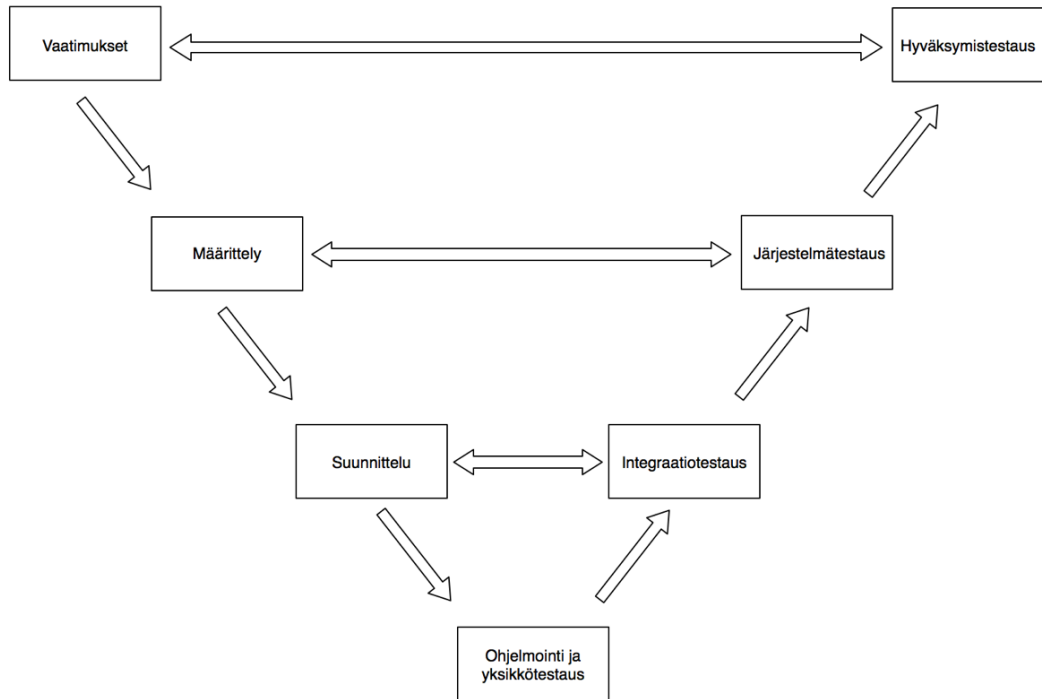 Vaatimukset
Hyväksymistestaus
Määrittely
Järjestelmätestaus
Suunnittelu
Integraatiotestaus
Ohjelmointi ja
yksikkötestaus